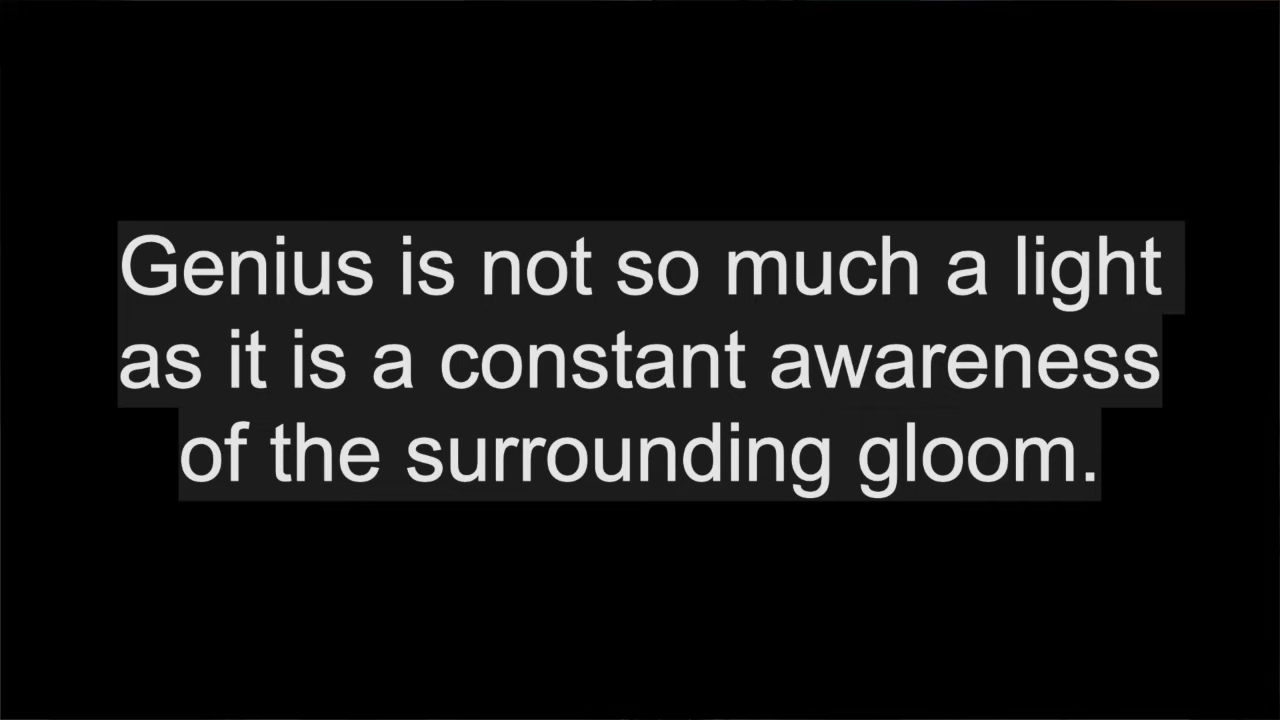 Genius is not so much a light
as it is a constant awareness
of the surrounding gloom.